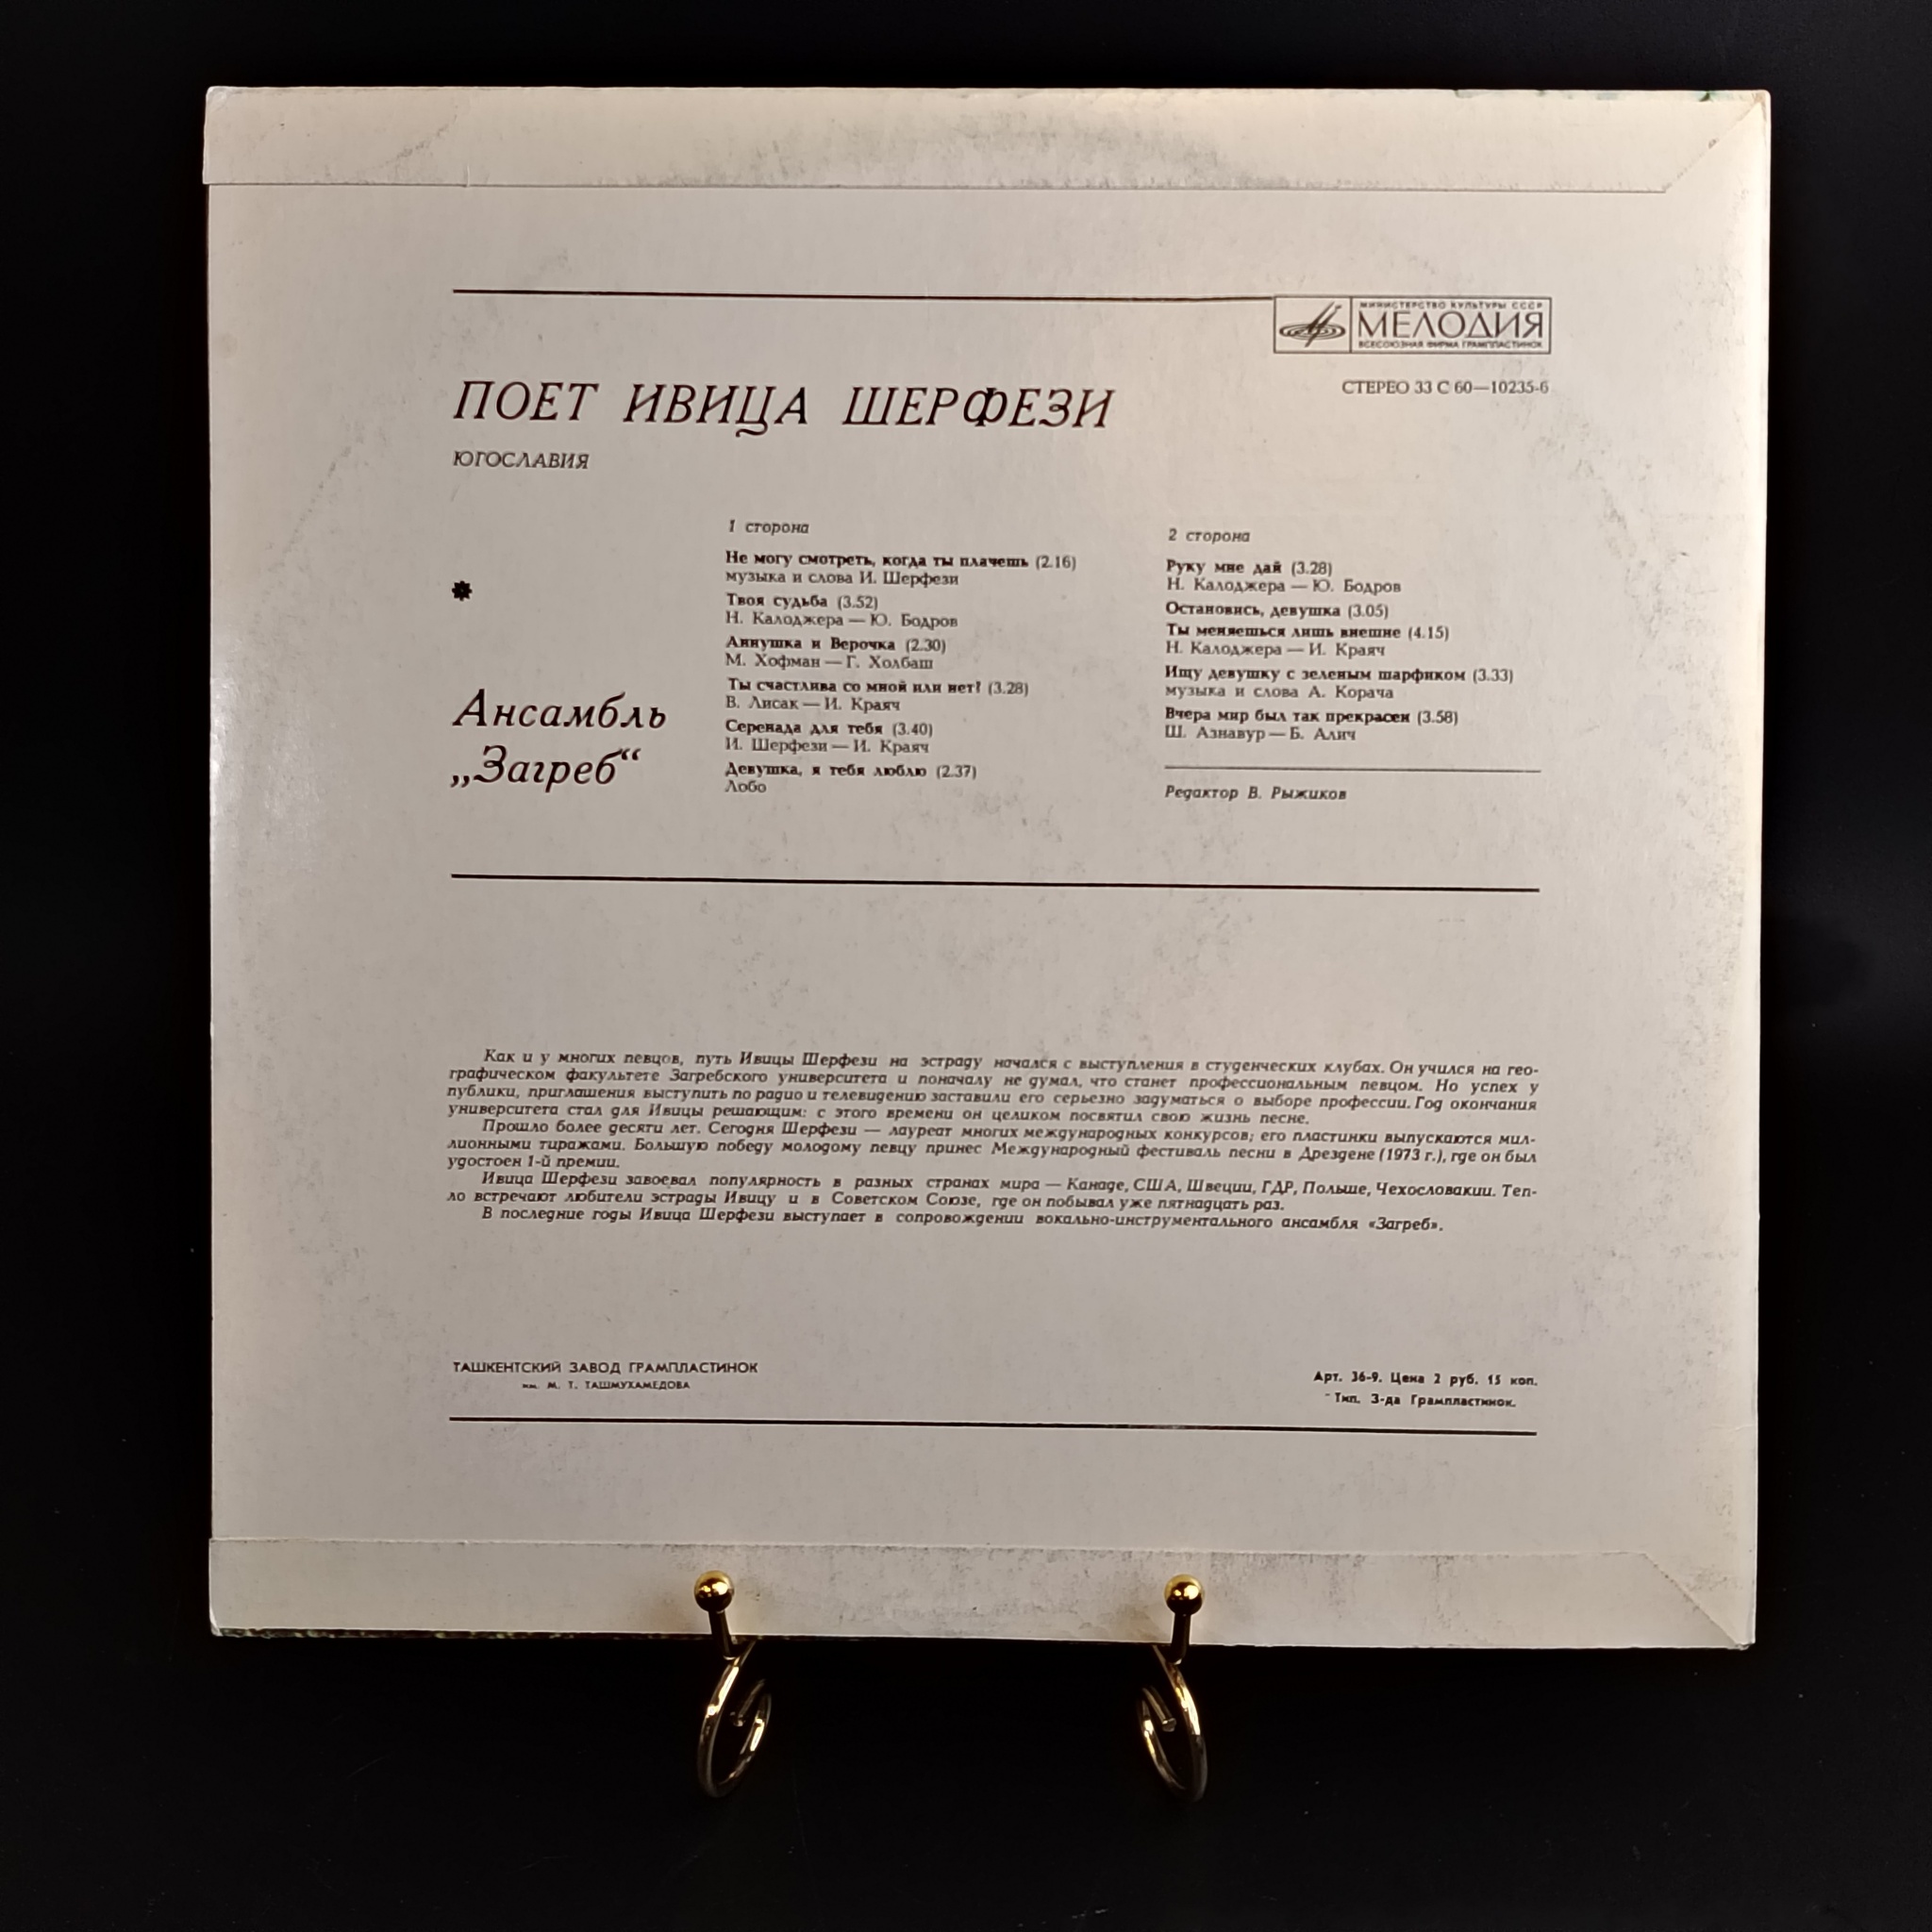 МИНИСТЕРСТВО КУЛЬТУРЫ СССР
МЕЛОДИЯ
ВСЕСОЮЗНАЯ ФИРМА ГРАМПЛАСТИНОК
СТЕРЕО 33 С 60—10235-6
ПОЕТ ИВИЦА ШЕРФЕЗИ
ЮГОСЛАВИЯ
Ансамбль
„Загреб“
1 сторона
Не могу смотреть, когда ты плачешь (2.16)
музыка и слова И. Шерфези
Твоя судьба (3.52)
Н. Калоджера — Ю. Бодров
Аннушка и Верочка (2.30)
М. Хофман — Г. Холбаш
Ты счастлива со мной или нет? (3.28)
В. Лисак — И. Краяч
Серенада для тебя (3.40)
И. Шерфези — И. Краяч
Девушка, я тебя люблю (2.37)
Лобо
2 сторона
Руку мне дай (3.28)
Н. Калоджера — Ю. Бодров
Остановись, девушка (3.05)
Ты меняешься лишь внешне (4.15)
Н. Калоджера — И. Краяч
Ищу девушку с зеленым шарфиком (3.33)
музыка и слова А. Корача
Вчера мир был так прекрасен (3.58)
Ш. Азнавур — Б. Алич
Редактор В. Рыжиков
Как и у многих певцов, путь Ивицы Шерфези на эстраду начался с выступления в студенческих клубах. Он учился на гео-
графическом факультете Загребского университета и поначалу не думал, что станет профессиональным певцом. Но успех у
публики, приглашения выступить по радио и телевидению заставили его серьезно задуматься о выборе профессии. Год окончания
университета стал для Ивицы решающим: с этого времени он целиком посвятил свою жизнь песне.
Прошло более десяти лет. Сегодня Шерфези — лауреат многих международных конкурсов; его пластинки выпускаются мил-
лионными тиражами. Большую победу молодому певцу принес Международный фестиваль песни в Дрездене (1973 г.), где он был
удостоен 1-й премии.
Ивица Шерфези завоевал популярность в разных странах мира — Канаде, США, Швеции, ГДР, Польше, Чехословакии. Теп-
ло встречают любители эстрады Ивицу и в Советском Союзе, где он побывал уже пятнадцать раз.
В последние годы Ивица Шерфези выступает в сопровождении вокально-инструментального ансамбля «Загреб».
ТАШКЕНТСКИЙ ЗАВОД ГРАМПЛАСТИНОК
им. М. Т. ТАШМУХАМЕДОВА
Арт. 36-9. Цена 2 руб. 15 коп.
Тип. З-да Грампластинок.